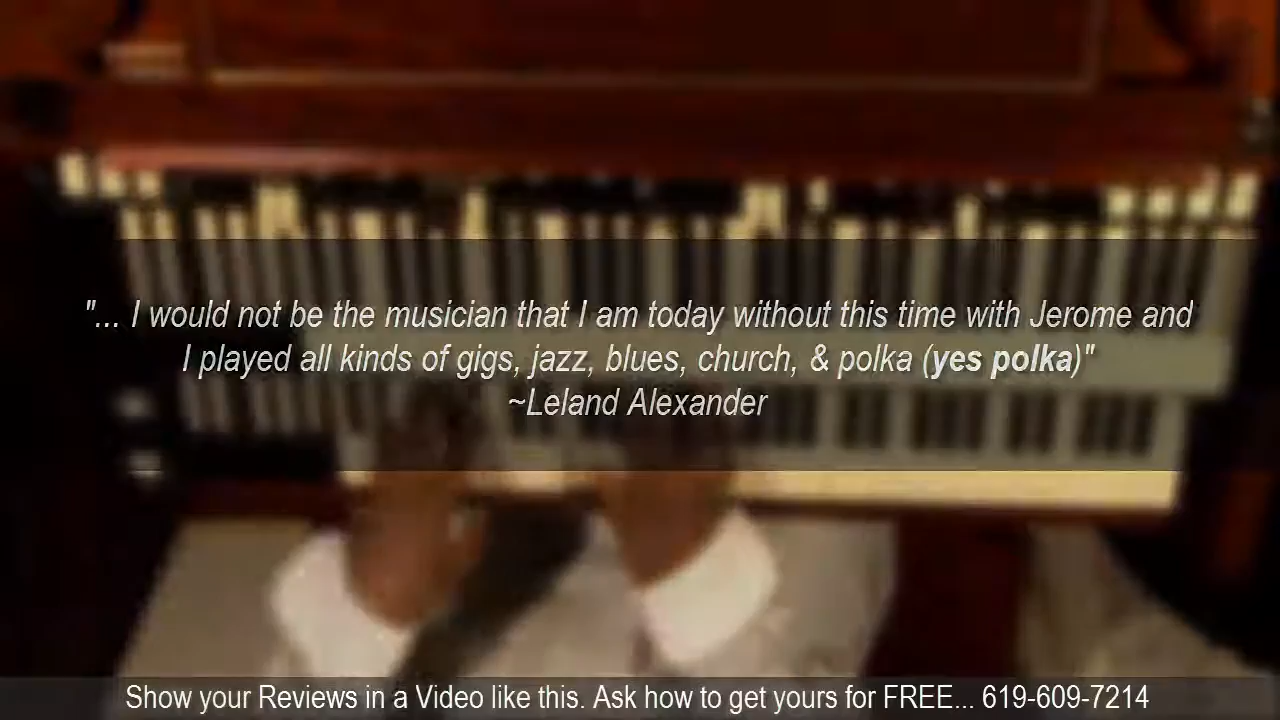 "... I would not be the musician that I am today without this time with Jerome and
I played all kinds of gigs, jazz, blues, church, & polka (yes polka)"
~Leland Alexander
Show your Reviews in a Video like this. Ask how to get yours for FREE... 619-609-7214